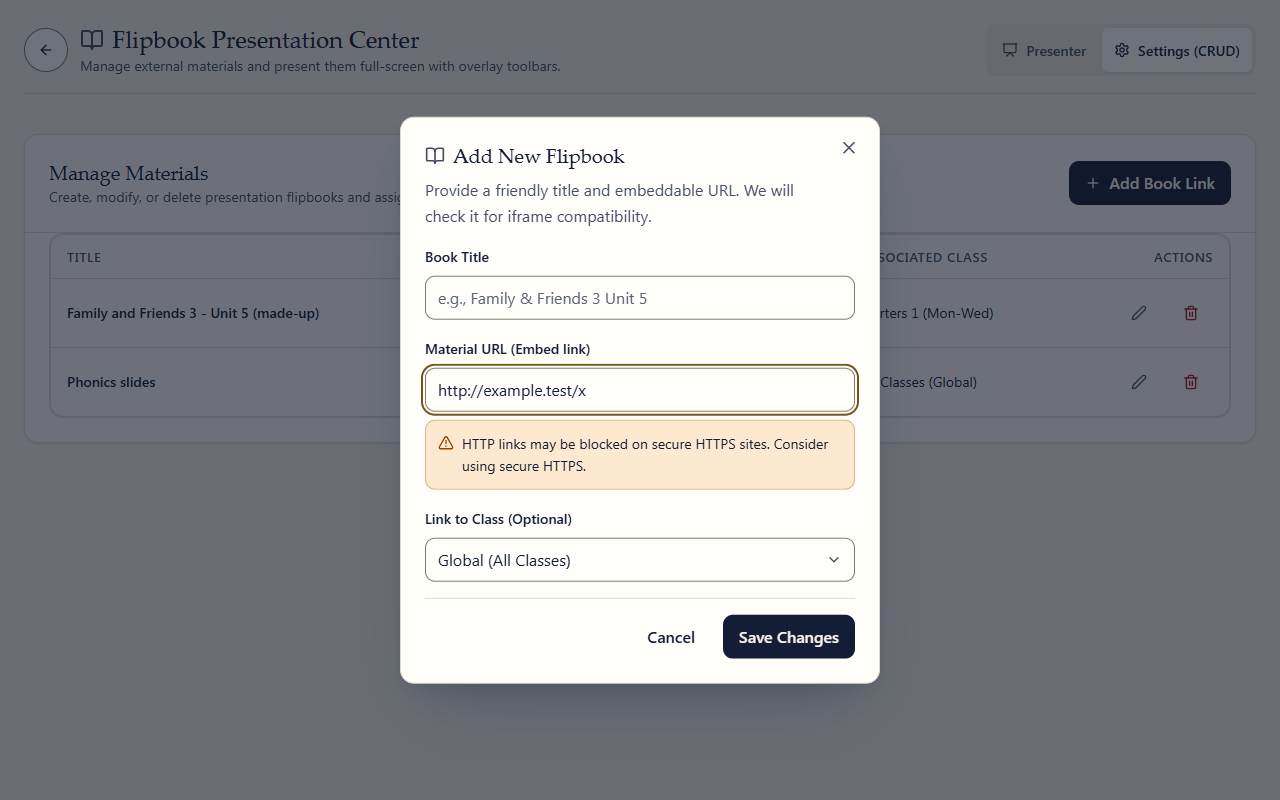 Flipbook Presentation Center
Manage external materials and present them full-screen with overlay toolbars.
Presenter
Settings (CRUD)
Manage Materials
Create, modify, or delete presentation flipbooks and
Add Book Link
TITLE
CLASS
ACTIONS
Family and Friends 3 - Unit 5 (made-up)
1 (Mon-Wed)
Phonics slides
Classes (Global)
Add New Flipbook
Provide a friendly title and embeddable URL. We will
check it for iframe compatibility.
Book Title
e.g., Family & Friends 3 Unit 5
Material URL (Embed link)
http://example.test/x
HTTP links may be blocked on secure HTTPS sites. Consider
using secure HTTPS.
Link to Class (Optional)
Global (All Classes)
Cancel
Save Changes